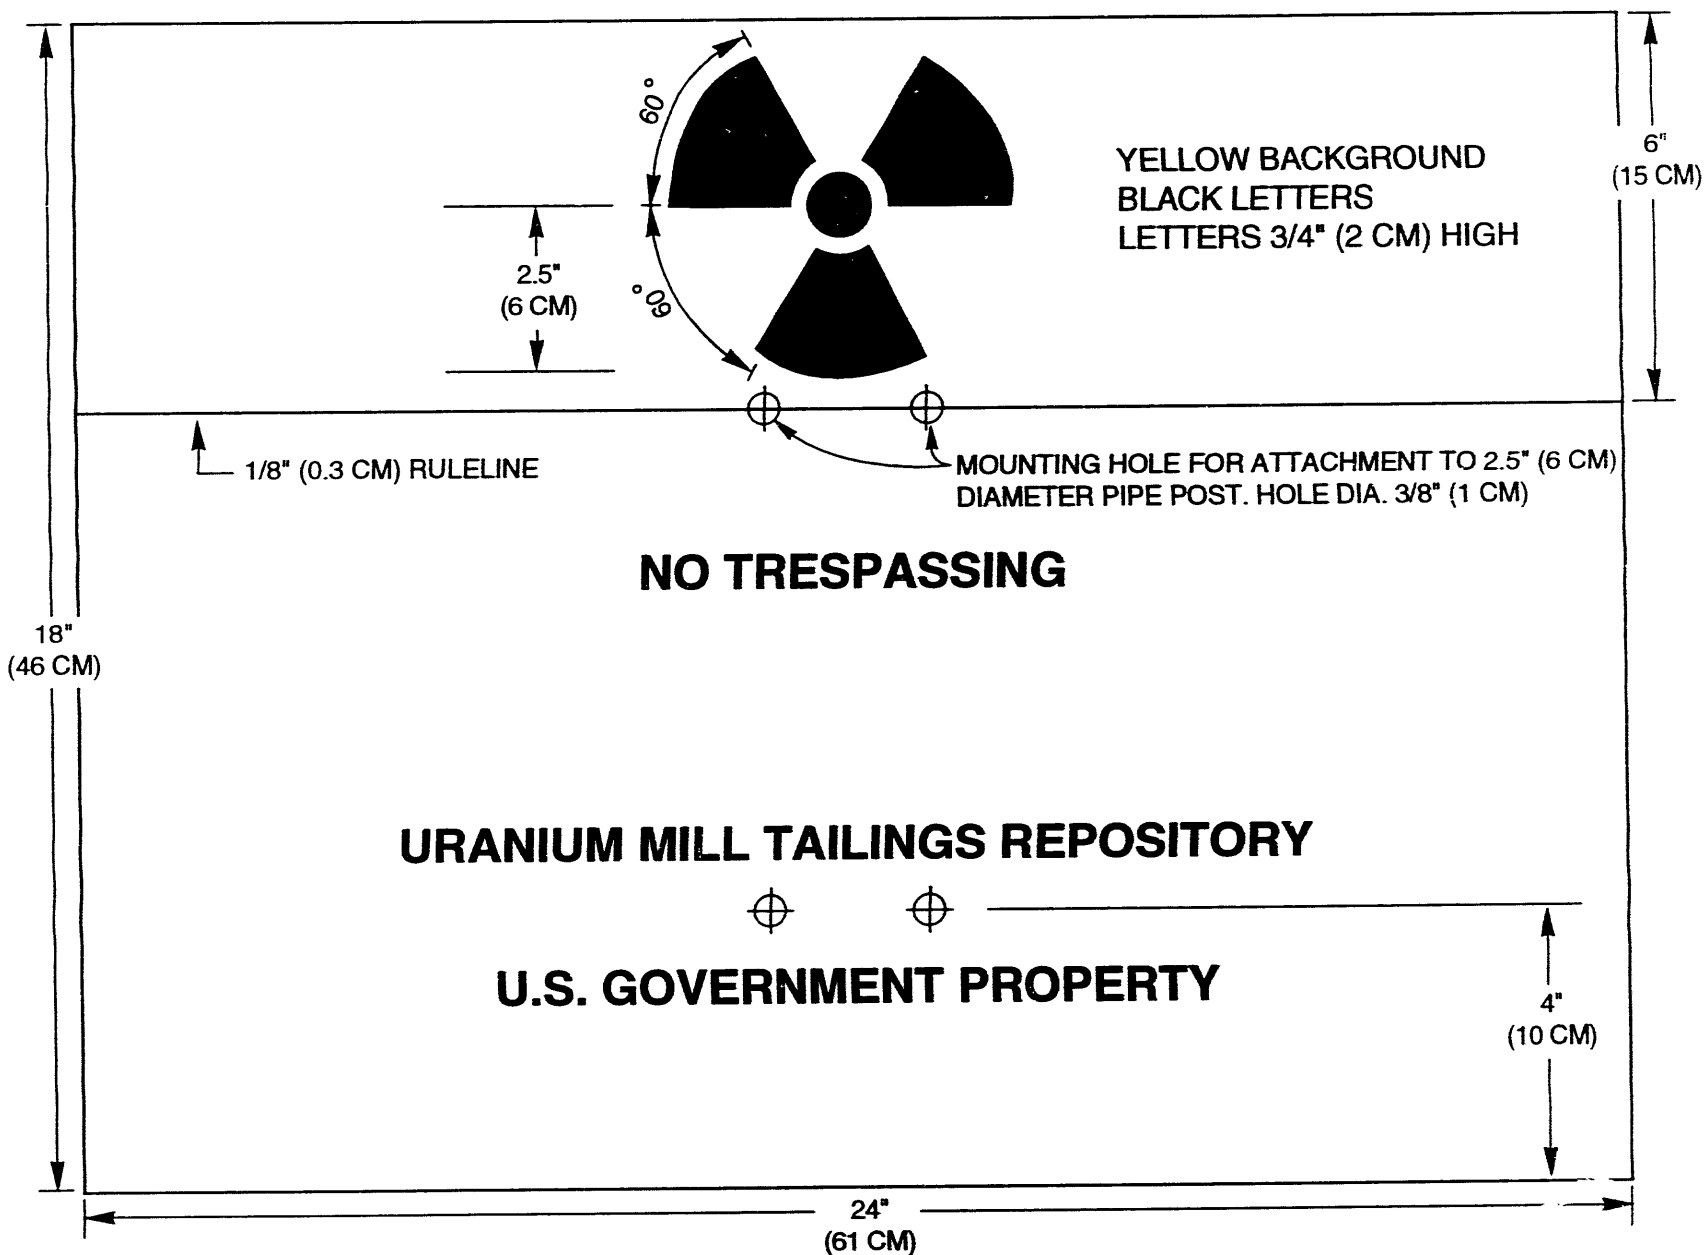 60°
6"
(15 CM)
YELLOW BACKGROUND
BLACK LETTERS
LETTERS 3/4" (2 CM) HIGH
2.5"
(6 CM)
60°
1/8" (0.3 CM) RULELINE
MOUNTING HOLE FOR ATTACHMENT TO 2.5" (6 CM)
DIAMETER PIPE POST. HOLE DIA. 3/8" (1 CM)
NO TRESPASSING
18"
(46 CM)
URANIUM MILL TAILINGS REPOSITORY
U.S. GOVERNMENT PROPERTY
4"
(10 CM)
24"
(61 CM)